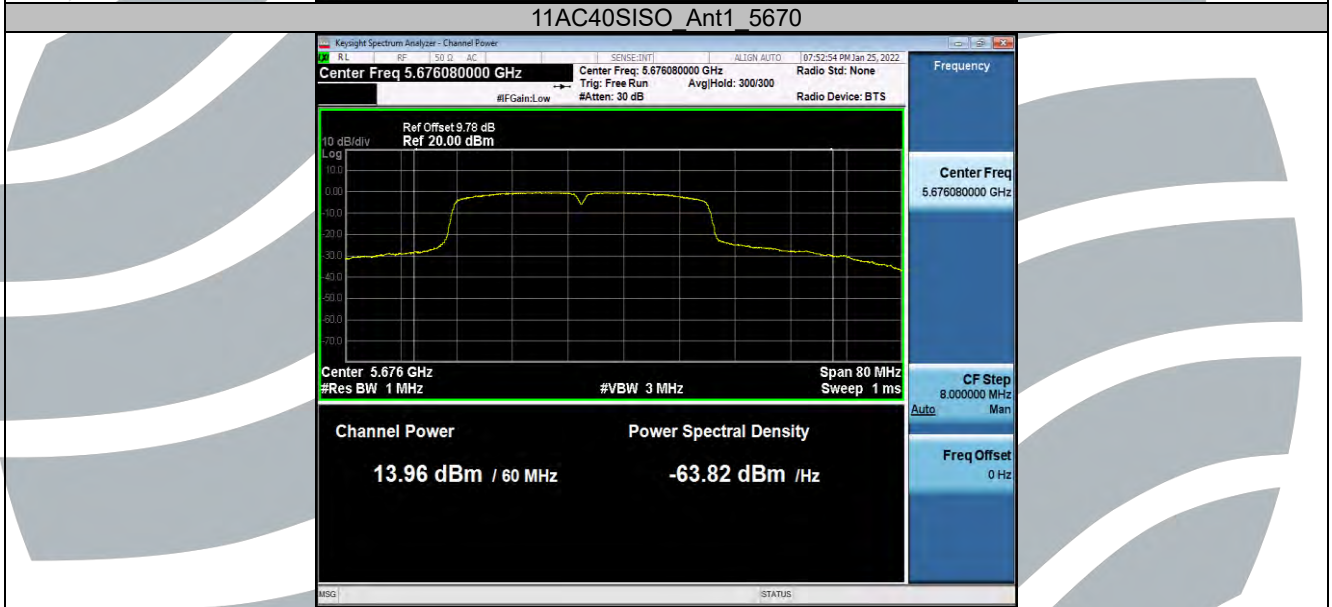 11AC40SISO_Ant1_5670
Keysight Spectrum Analyzer - Channel Power
RL RF 50 Ω AC SENSE:INT ALIGN AUTO 07:52:54 PM Jan 25, 2022
Center Freq 5.676080000 GHz
Center Freq: 5.676080000 GHz Radio Std: None
Trig: Free Run Avg|Hold: 300/300
#IFGain:Low #Atten: 30 dB Radio Device: BTS
Ref Offset 9.78 dB
10 dB/div Ref 20.00 dBm
Log
10.0
0.00
-10.0
-20.0
-30.0
-40.0
-50.0
-60.0
-70.0
Center 5.676 GHz Span 80 MHz
#Res BW 1 MHz #VBW 3 MHz Sweep 1 ms
Channel Power Power Spectral Density
13.96 dBm / 60 MHz -63.82 dBm /Hz
Frequency
Center Freq
5.676080000 GHz
CF Step
8.000000 MHz
Auto Man
Freq Offset
0 Hz
MSG STATUS